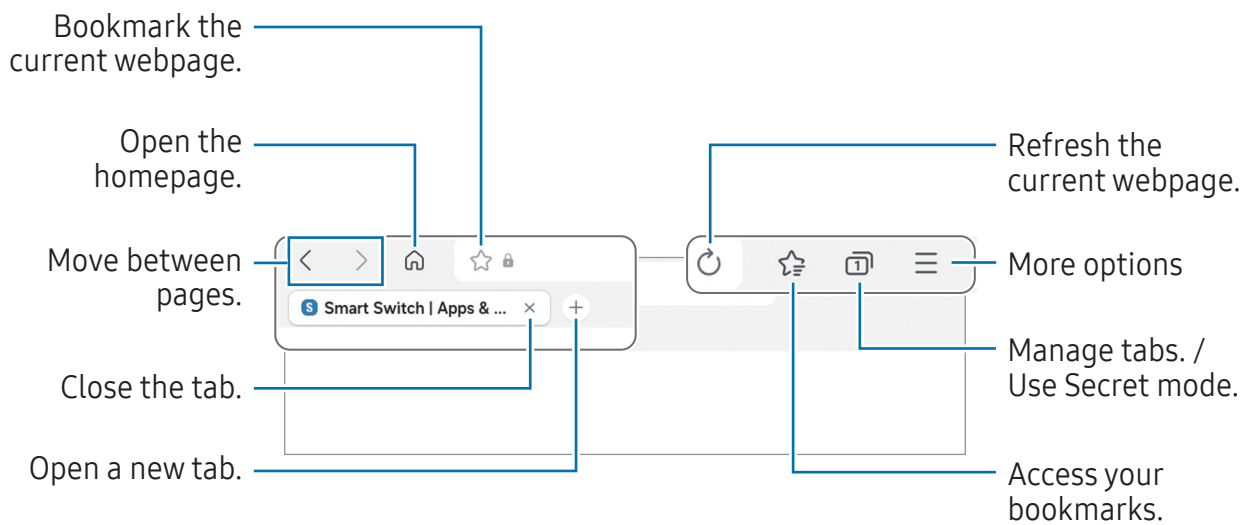 Bookmark the
current webpage.
Open the
homepage.
Move between
pages.
Smart Switch | Apps & ...
S
Close the tab.
Open a new tab.
Refresh the
current webpage.
1
More options
Manage tabs. /
Use Secret mode.
Access your
bookmarks.